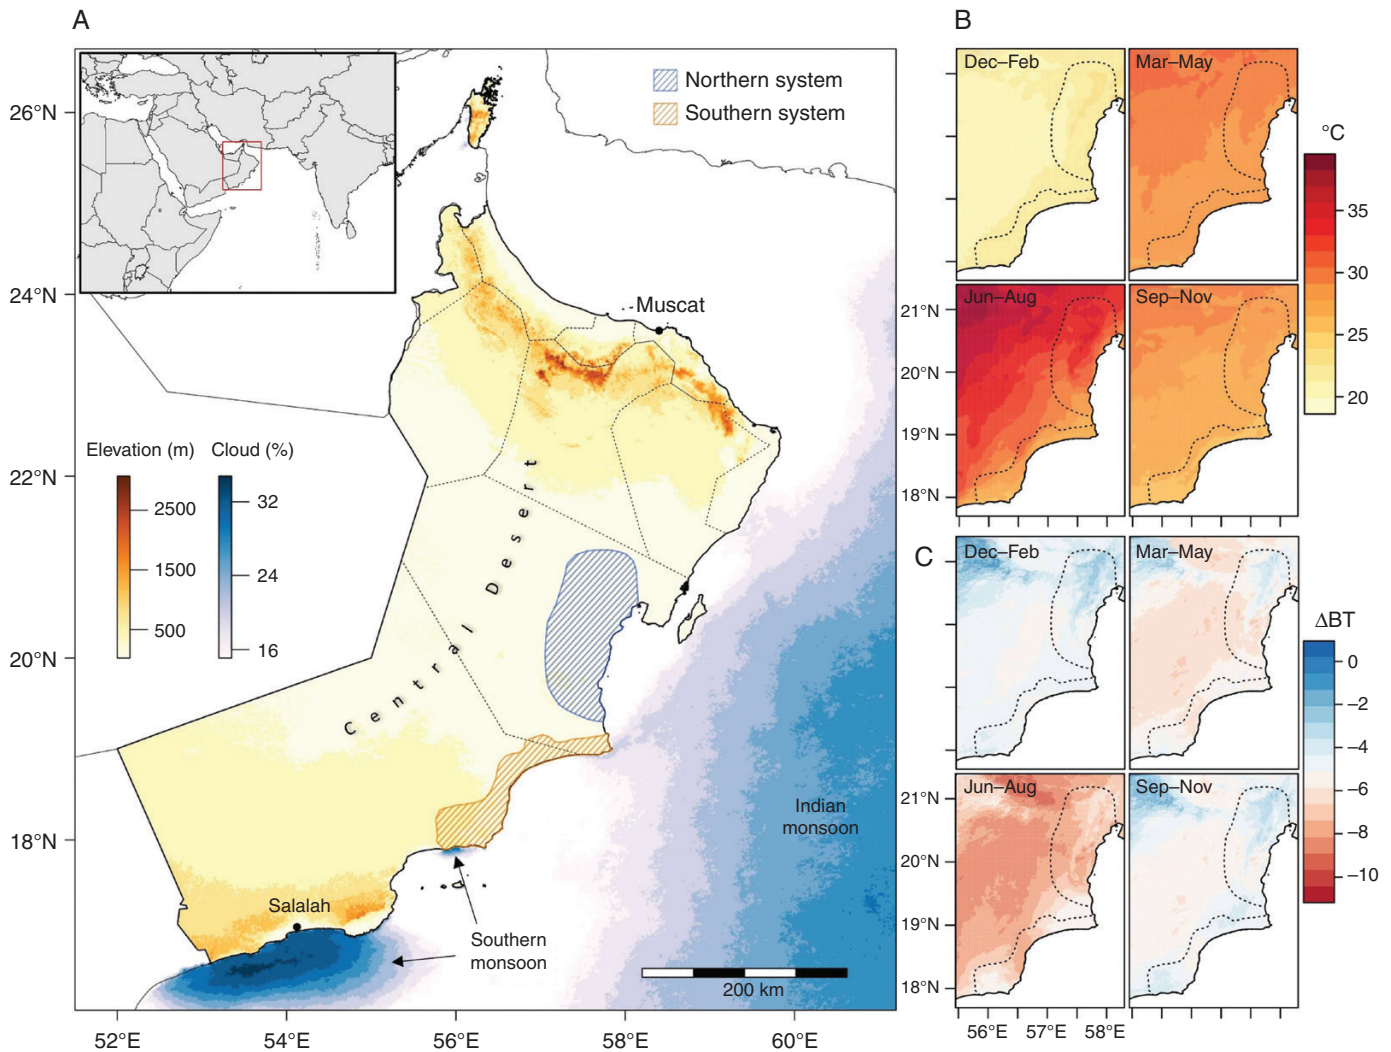 A
Northern system
Southern system
26°N
24°N
22°N
20°N
18°N
Muscat
Elevation (m)
2500
1500
500
Cloud (%)
32
24
16
Central Desert
Indian
monsoon
Salalah
Southern
monsoon
200 km
52°E
54°E
56°E
58°E
60°E
B
Dec–Feb
Mar–May
Jun–Aug
Sep–Nov
21°N
20°N
19°N
18°N
°C
35
30
25
20
C
Dec–Feb
Mar–May
Jun–Aug
Sep–Nov
21°N
20°N
19°N
18°N
56°E
57°E
58°E
ΔBT
0
−2
−4
−6
−8
−10